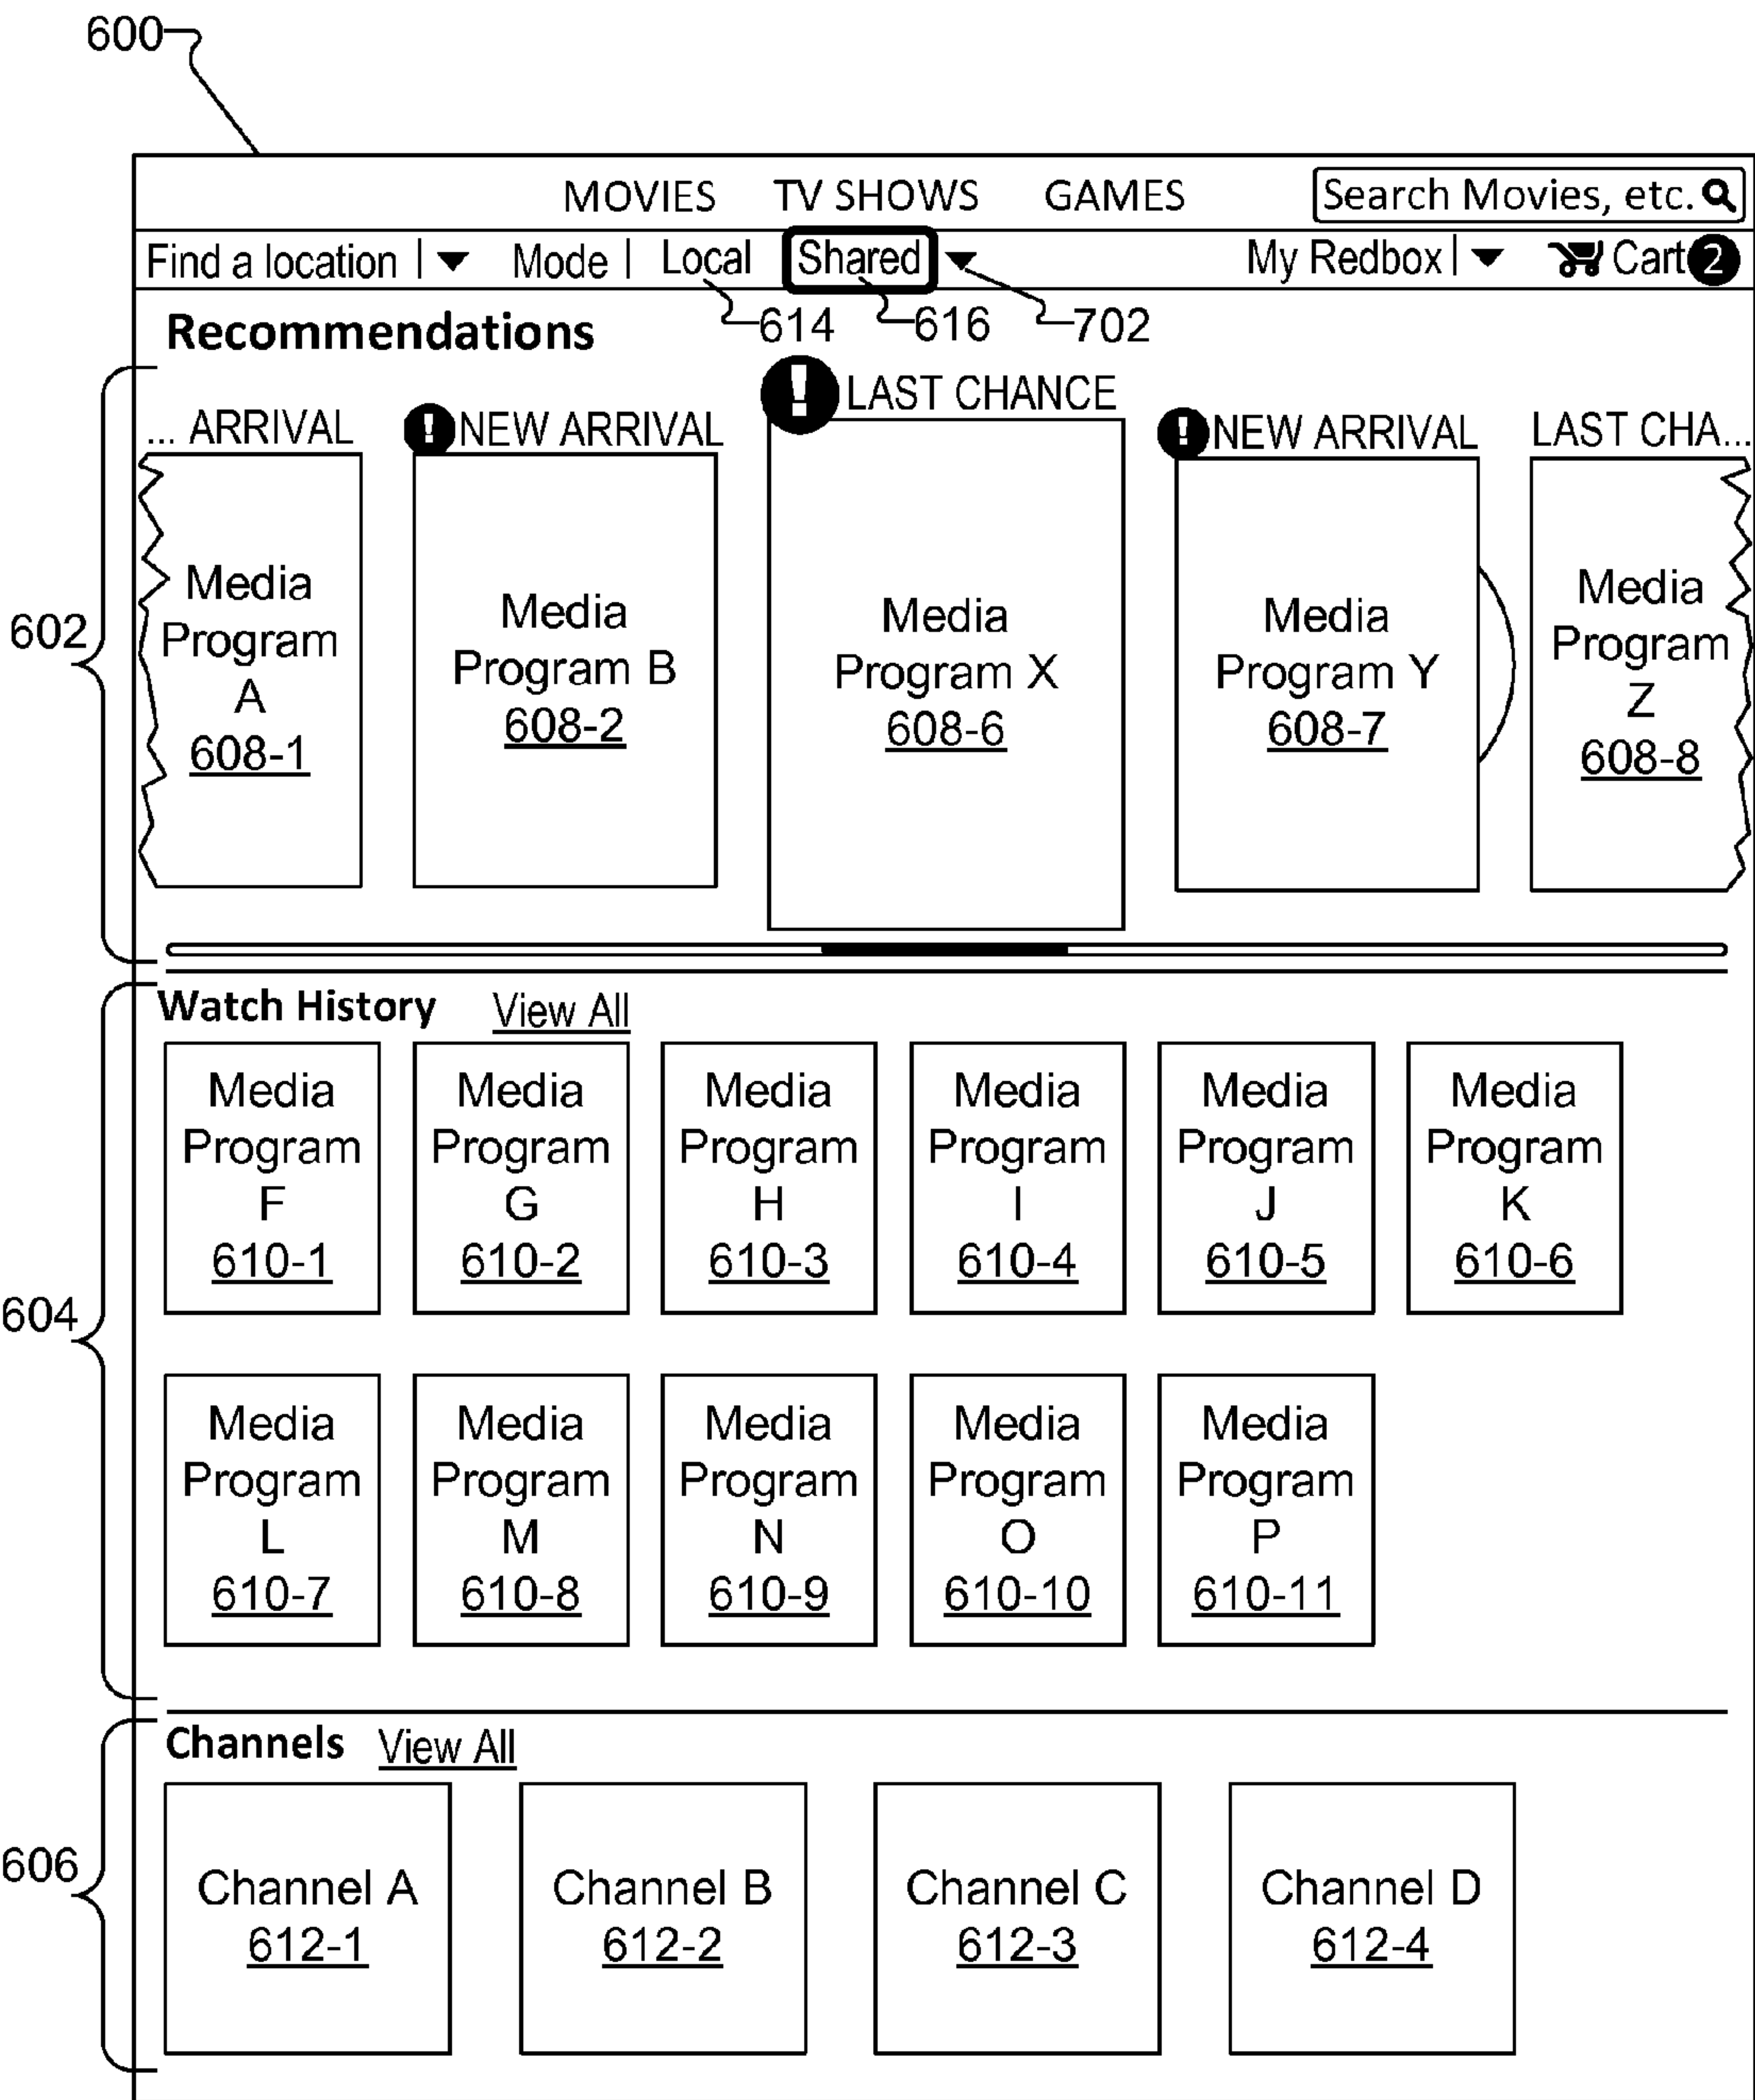 600
MOVIES TV SHOWS GAMES Search Movies, etc.
Find a location | Mode | Local Shared My Redbox | Cart 2
Recommendations 614 616 702
... ARRIVAL ! NEW ARRIVAL ! LAST CHANCE ! NEW ARRIVAL LAST CHA...
602
Media
Program
A
608-1
Media
Program B
608-2
Media
Program X
608-6
Media
Program Y
608-7
Media
Program
Z
608-8
604
Watch History View All
Media
Program
F
610-1
Media
Program
G
610-2
Media
Program
H
610-3
Media
Program
I
610-4
Media
Program
J
610-5
Media
Program
K
610-6
Media
Program
L
610-7
Media
Program
M
610-8
Media
Program
N
610-9
Media
Program
O
610-10
Media
Program
P
610-11
606
Channels View All
Channel A
612-1
Channel B
612-2
Channel C
612-3
Channel D
612-4